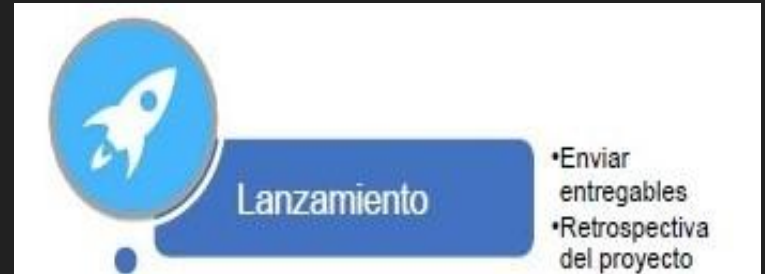 Lanzamiento
•Enviar
entregables
•Retrospectiva
del proyecto